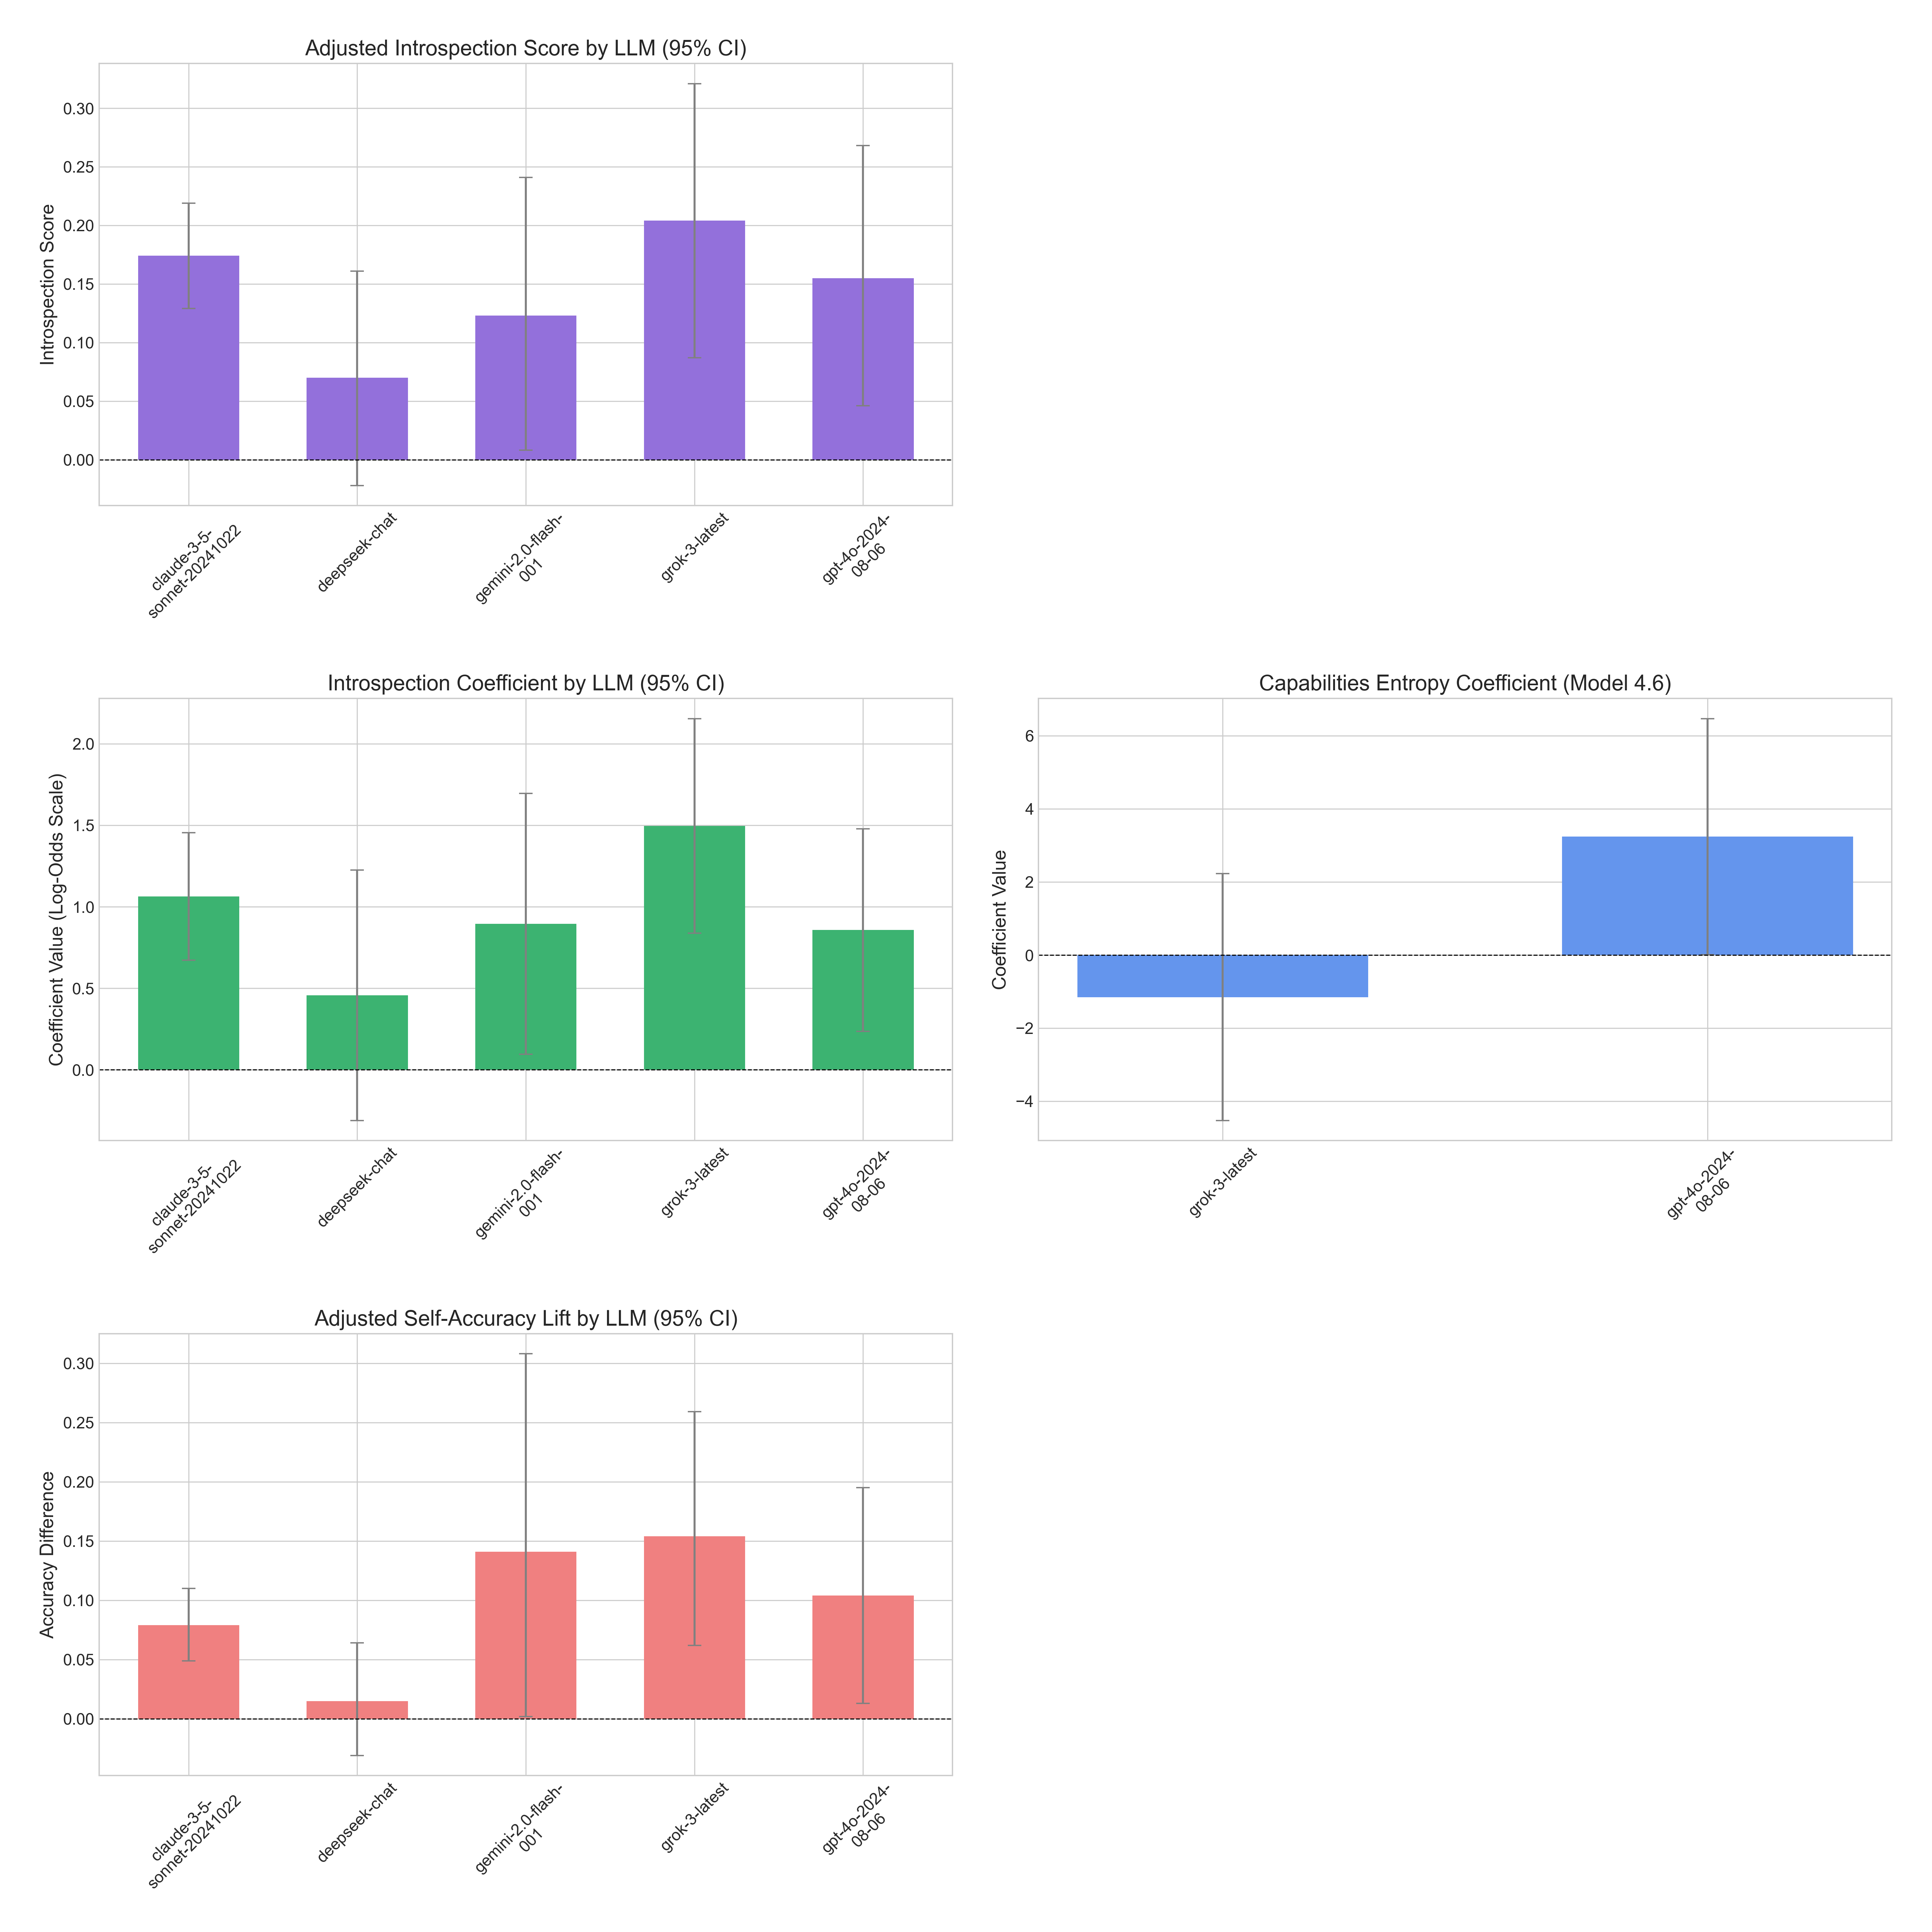 Adjusted Introspection Score by LLM (95% CI)
Introspection Score
0.30
0.25
0.20
0.15
0.10
0.05
0.00
claude-3-5-
sonnet-20241022
deepseek-chat
gemini-2.0-flash-
001
grok-3-latest
gpt-4o-2024-
08-06
Introspection Coefficient by LLM (95% CI)
Coefficient Value (Log-Odds Scale)
2.0
1.5
1.0
0.5
0.0
claude-3-5-
sonnet-20241022
deepseek-chat
gemini-2.0-flash-
001
grok-3-latest
gpt-4o-2024-
08-06
Capabilities Entropy Coefficient (Model 4.6)
Coefficient Value
6
4
2
0
−2
−4
grok-3-latest
gpt-4o-2024-
08-06
Adjusted Self-Accuracy Lift by LLM (95% CI)
Accuracy Difference
0.30
0.25
0.20
0.15
0.10
0.05
0.00
claude-3-5-
sonnet-20241022
deepseek-chat
gemini-2.0-flash-
001
grok-3-latest
gpt-4o-2024-
08-06